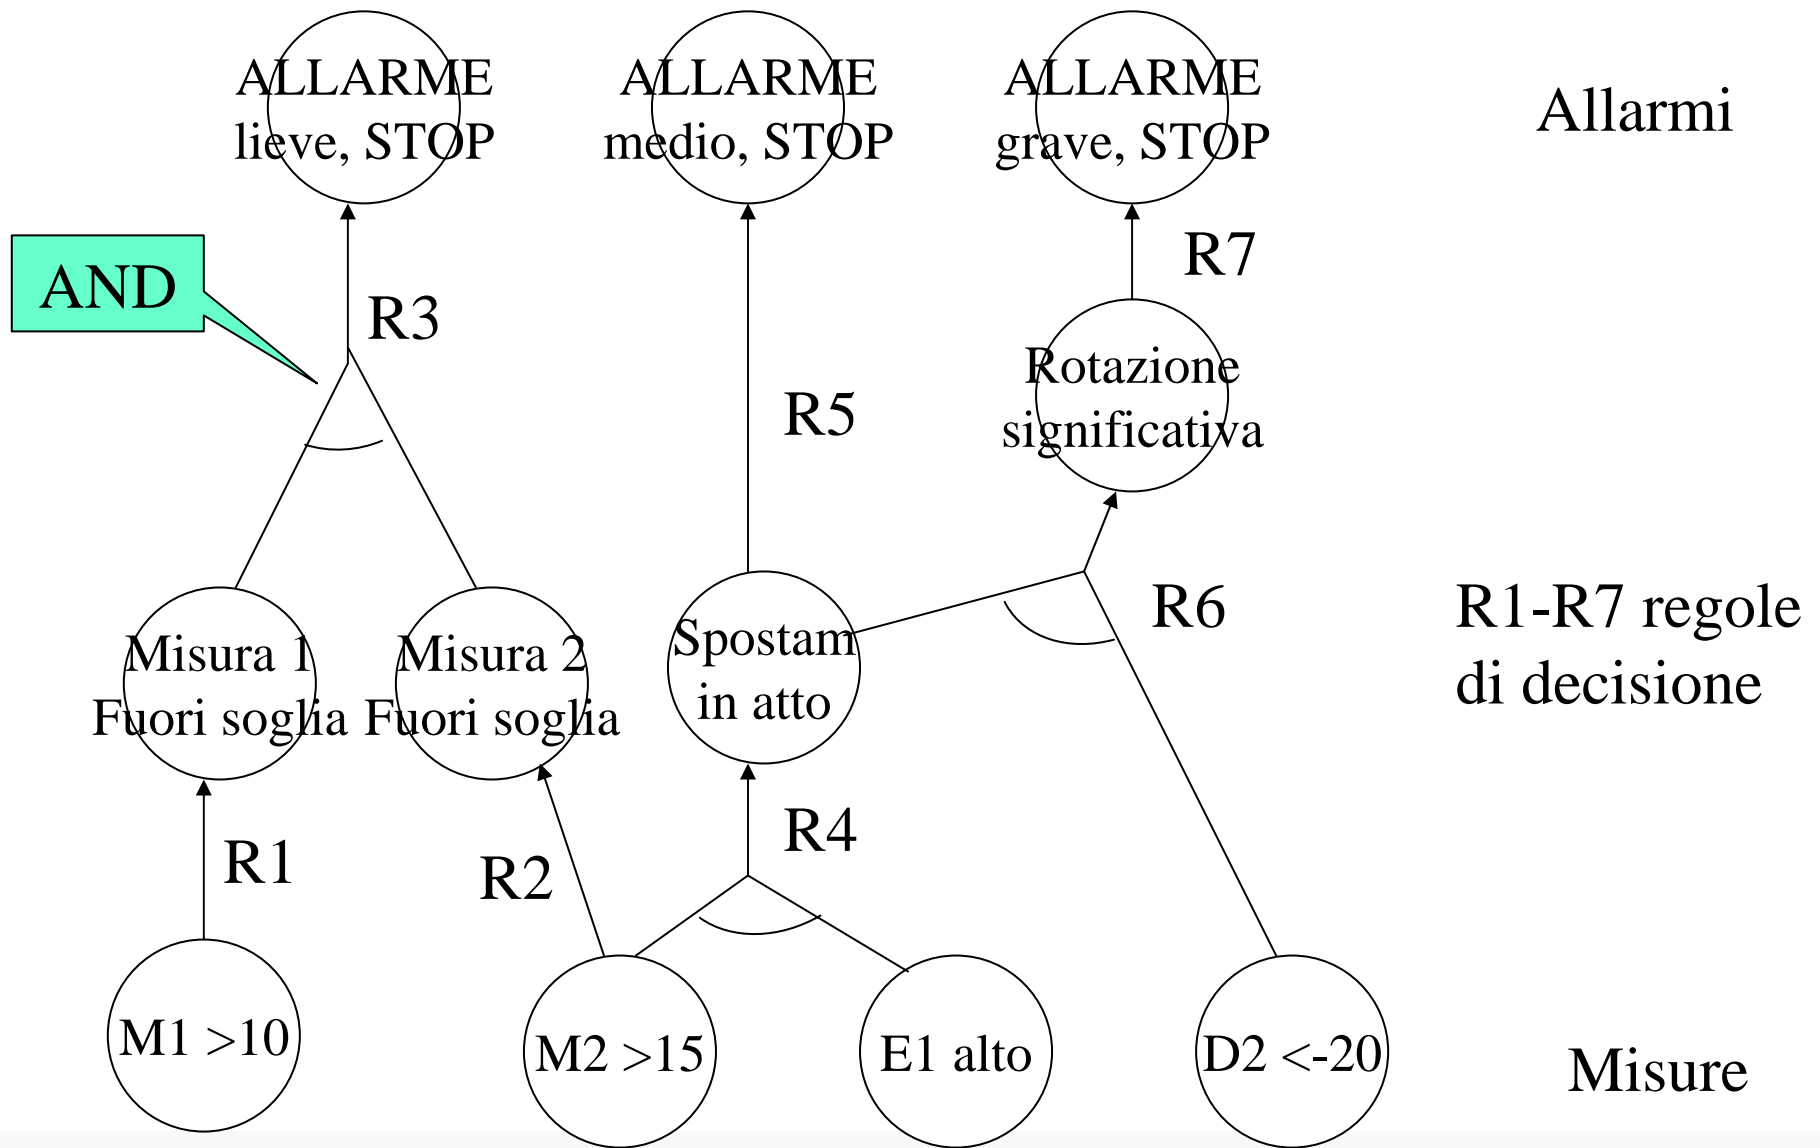 ALLARME
lieve, STOP
ALLARME
medio, STOP
ALLARME
grave, STOP
Allarmi
AND
R3
R7
Rotazione
significativa
R5
Misura 1
Fuori soglia
Misura 2
Fuori soglia
Spostam
in atto
R6
R1-R7 regole
di decisione
R1
R2
R4
M1 >10
M2 >15
E1 alto
D2 <-20
Misure